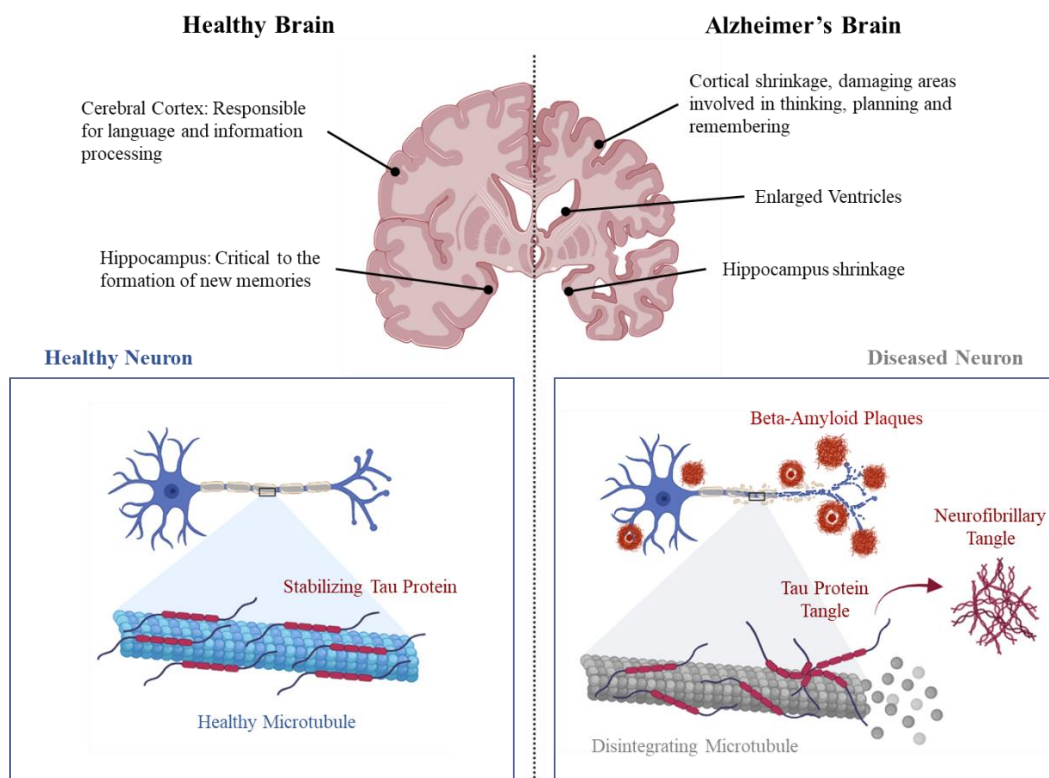 Healthy Brain
Alzheimer’s Brain
Cerebral Cortex: Responsible
for language and information
processing
Cortical shrinkage, damaging areas
involved in thinking, planning and
remembering
Enlarged Ventricles
Hippocampus: Critical to the
formation of new memories
Hippocampus shrinkage
Healthy Neuron
Diseased Neuron
Stabilizing Tau Protein
Healthy Microtubule
Beta-Amyloid Plaques
Neurofibrillary
Tangle
Tau Protein
Tangle
Disintegrating Microtubule